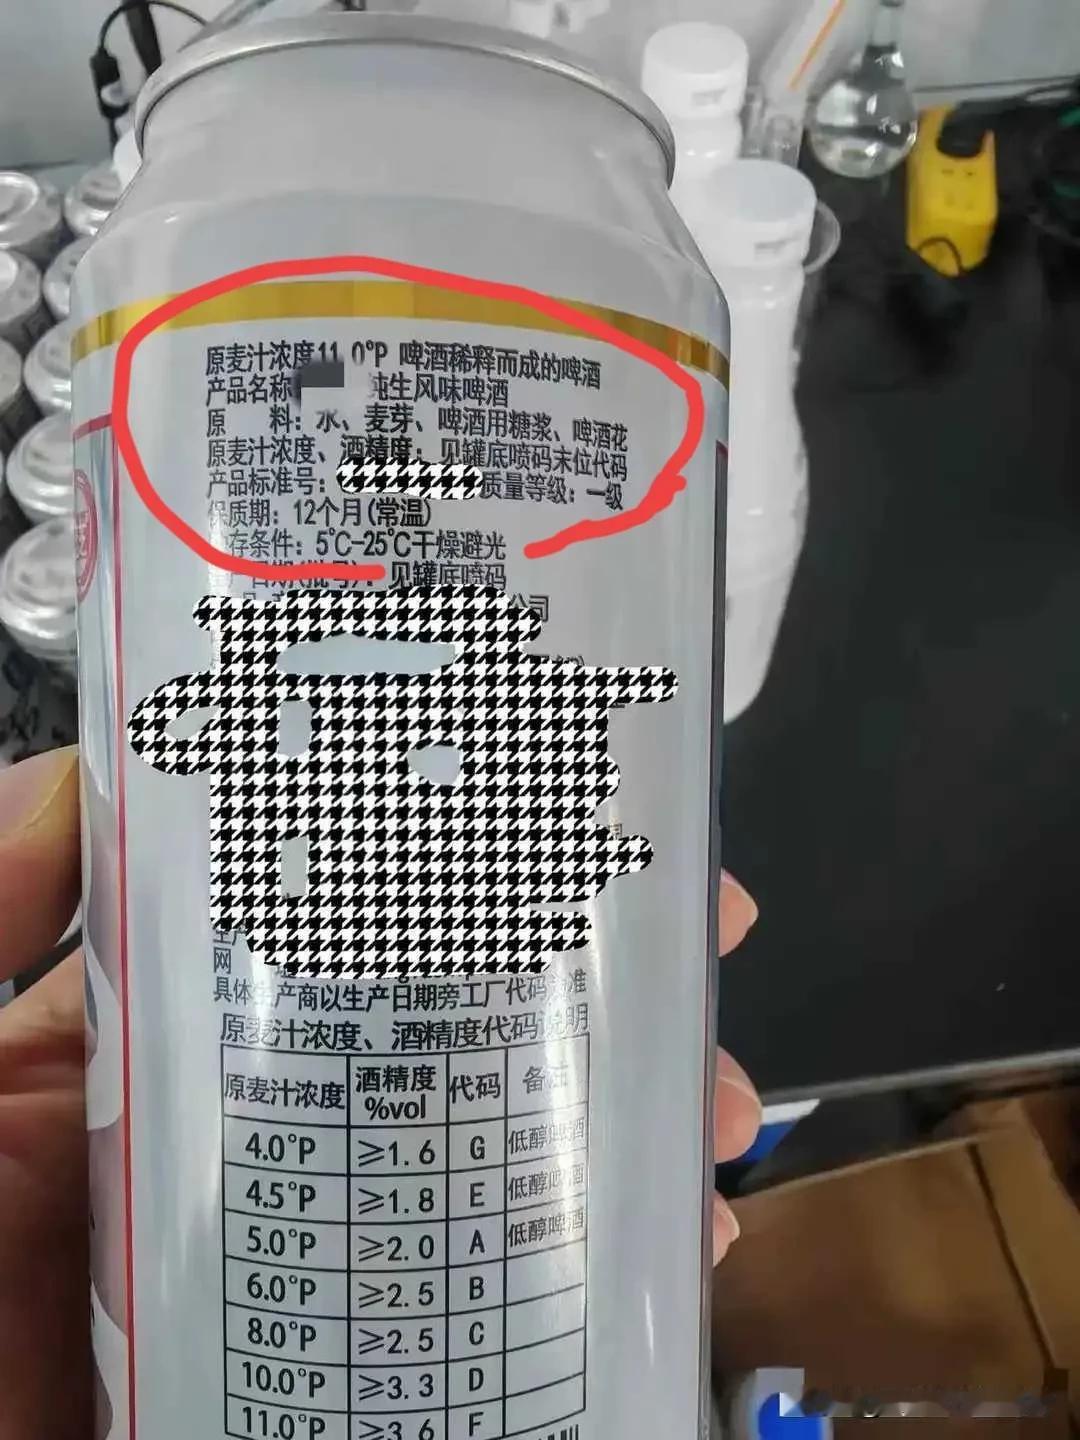 原麦汁浓度11.0°P 啤酒稀释而成的啤酒
产品名称 纯生风味啤酒
原 料：水、麦芽、啤酒用糖浆、啤酒花
原麦汁浓度、酒精度：见罐底喷码末位代码
产品标准号： 质量等级：一级
保质期：12个月(常温)
存条件：5℃-25℃干燥避光
日期(批号)：见罐底喷码
公司
生产
网 址
具体生产商以生产日期旁工厂代码为准
原麦汁浓度、酒精度代码说明
原麦汁浓度 酒精度%vol 代码 备注
4.0°P ≥1.6 G 低醇啤酒
4.5°P ≥1.8 E 低醇啤酒
5.0°P ≥2.0 A 低醇啤酒
6.0°P ≥2.5 B
8.0°P ≥2.5 C
10.0°P ≥3.3 D
11.0°P ≥3.6 F